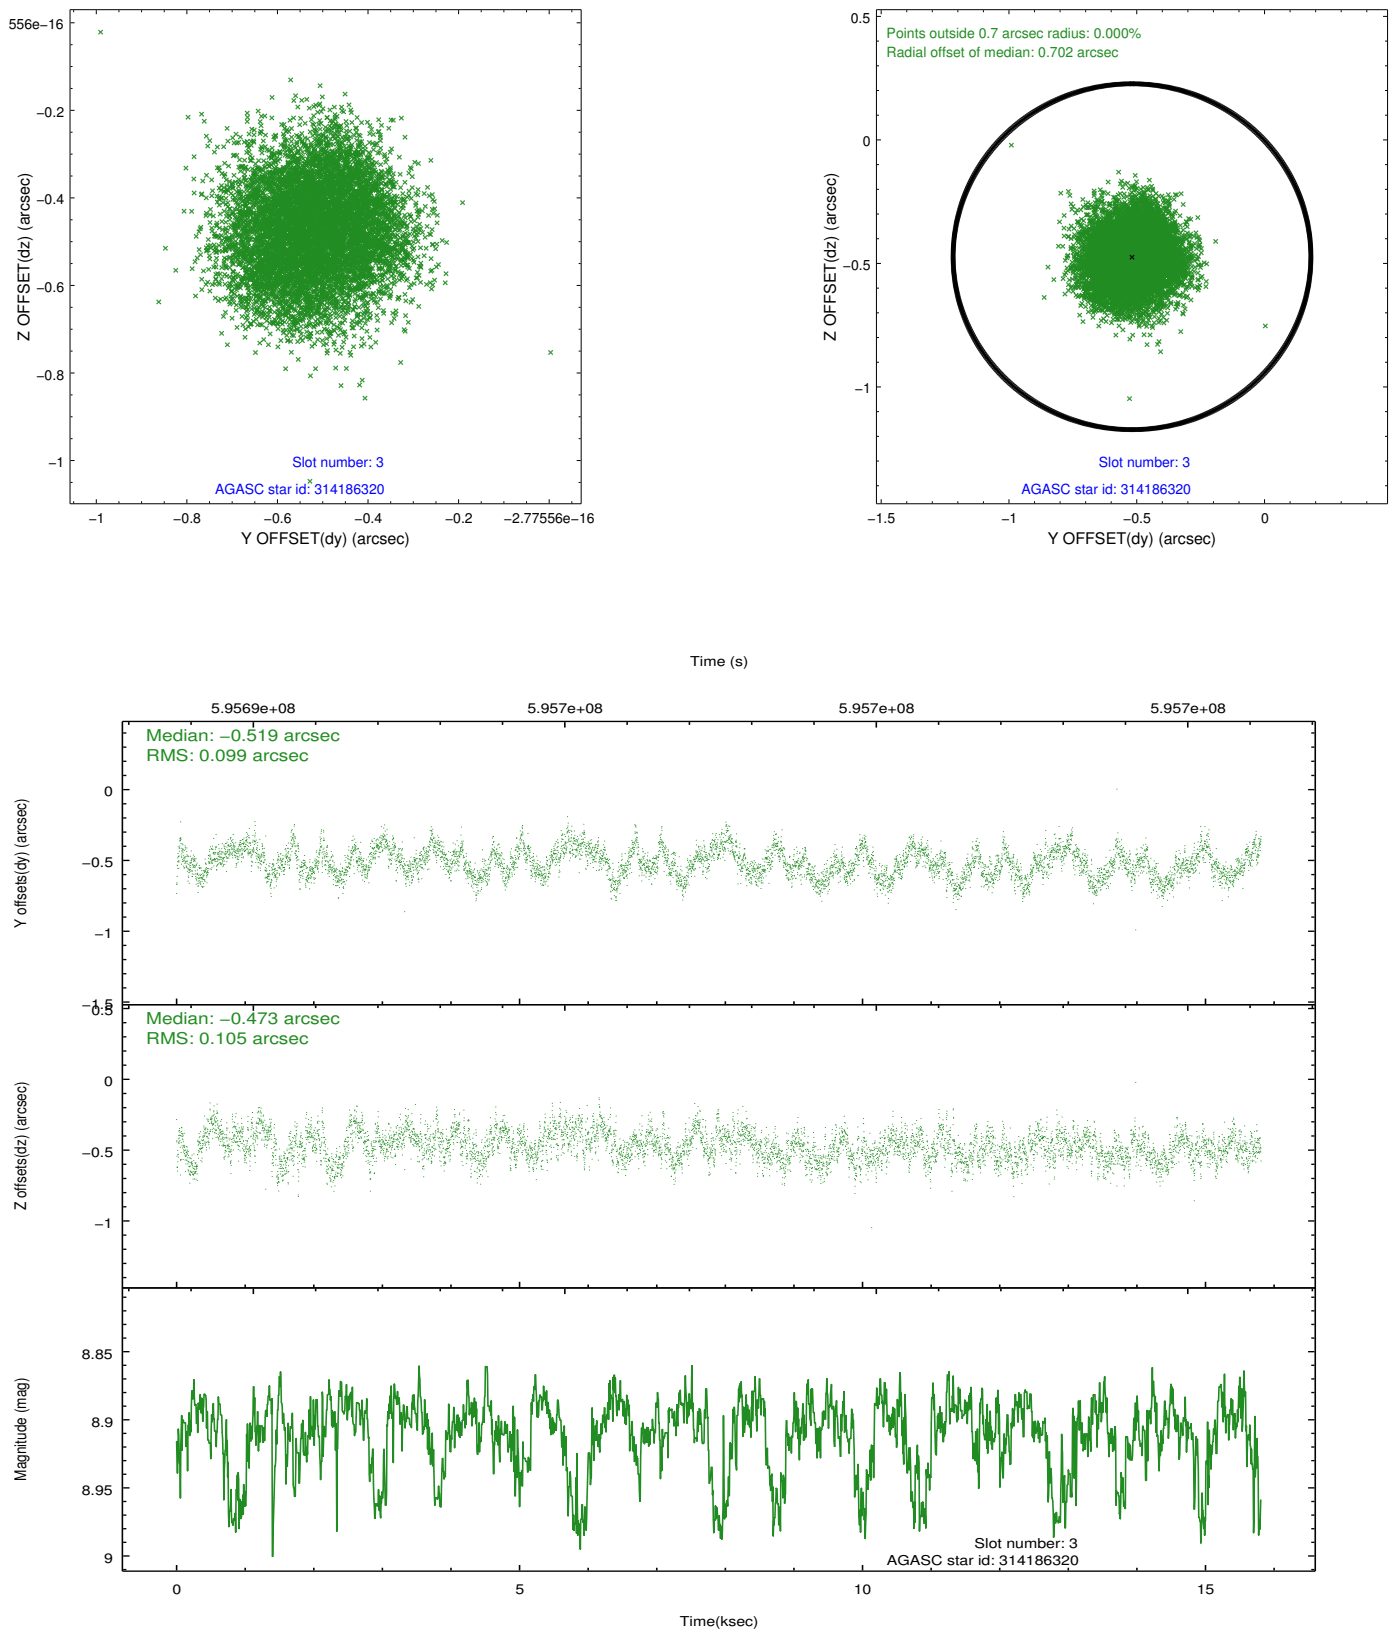 556e−16
−0.2
−0.4
−0.6
−0.8
−1
Z OFFSET(dz) (arcsec)
Slot number: 3
AGASC star id: 314186320
−1
−0.8
−0.6
−0.4
−0.2
−2.77556e−16
Y OFFSET(dy) (arcsec)
0.5
0
−0.5
−1
Z OFFSET(dz) (arcsec)
Points outside 0.7 arcsec radius: 0.000%
Radial offset of median: 0.702 arcsec
Slot number: 3
AGASC star id: 314186320
−1.5
−1
−0.5
0
Y OFFSET(dy) (arcsec)
Time (s)
5.9569e+08
5.957e+08
5.957e+08
5.957e+08
Median: −0.519 arcsec
RMS: 0.099 arcsec
0
−0.5
−1
−1.5
Y offsets(dy) (arcsec)
0.5
Median: −0.473 arcsec
RMS: 0.105 arcsec
0
−0.5
−1
Z offsets(dz) (arcsec)
8.85
8.9
8.95
9
Magnitude (mag)
Slot number: 3
AGASC star id: 314186320
0
5
10
15
Time(ksec)